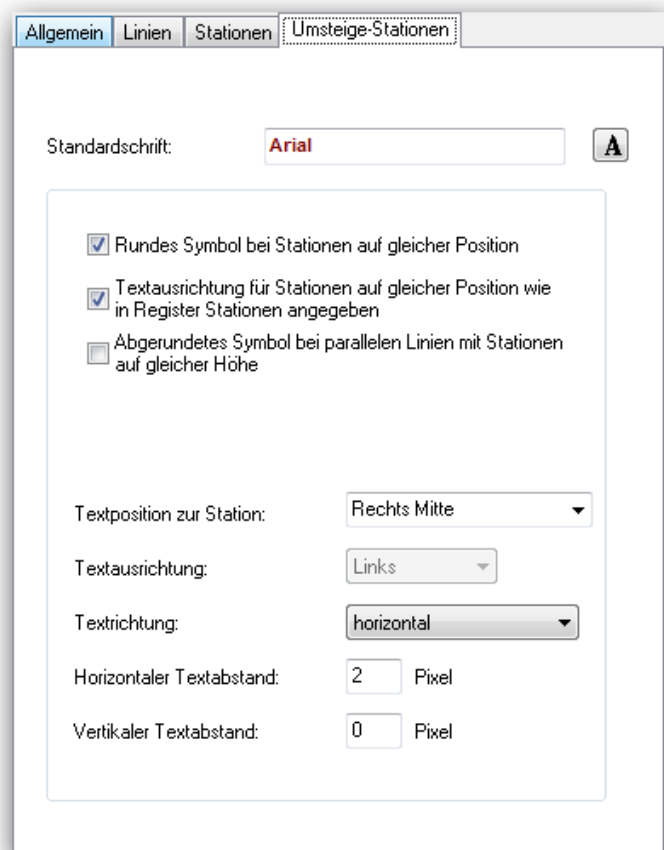 Allgemein Linien Stationen Umsteige-Stationen
Standardschrift: Arial A
Rundes Symbol bei Stationen auf gleicher Position
Textausrichtung für Stationen auf gleicher Position wie
in Register Stationen angegeben
Abgerundetes Symbol bei parallelen Linien mit Stationen
auf gleicher Höhe
Textposition zur Station: Rechts Mitte
Textausrichtung: Links
Textrichtung: horizontal
Horizontaler Textabstand: 2 Pixel
Vertikaler Textabstand: 0 Pixel